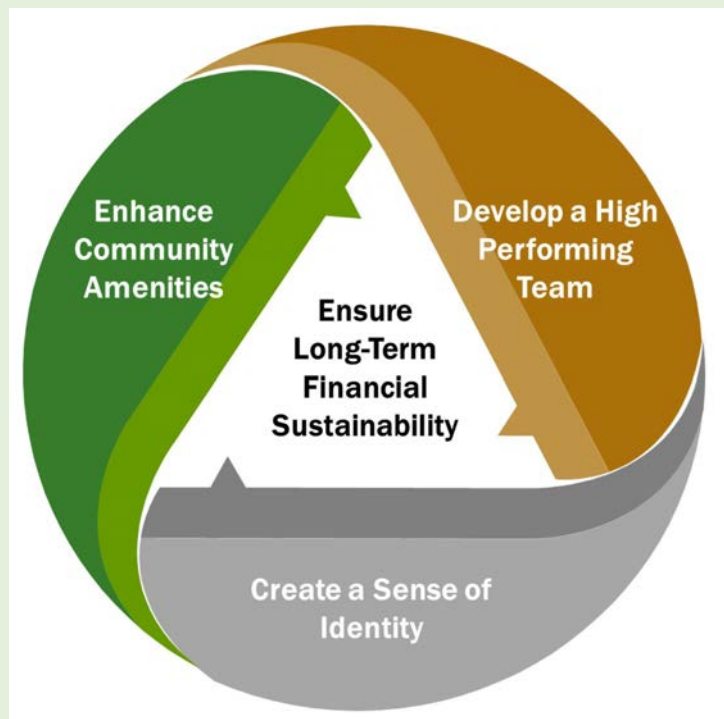 Enhance
Community
Amenities
Develop a High
Performing
Team
Ensure
Long-Term
Financial
Sustainability
Create a Sense of
Identity